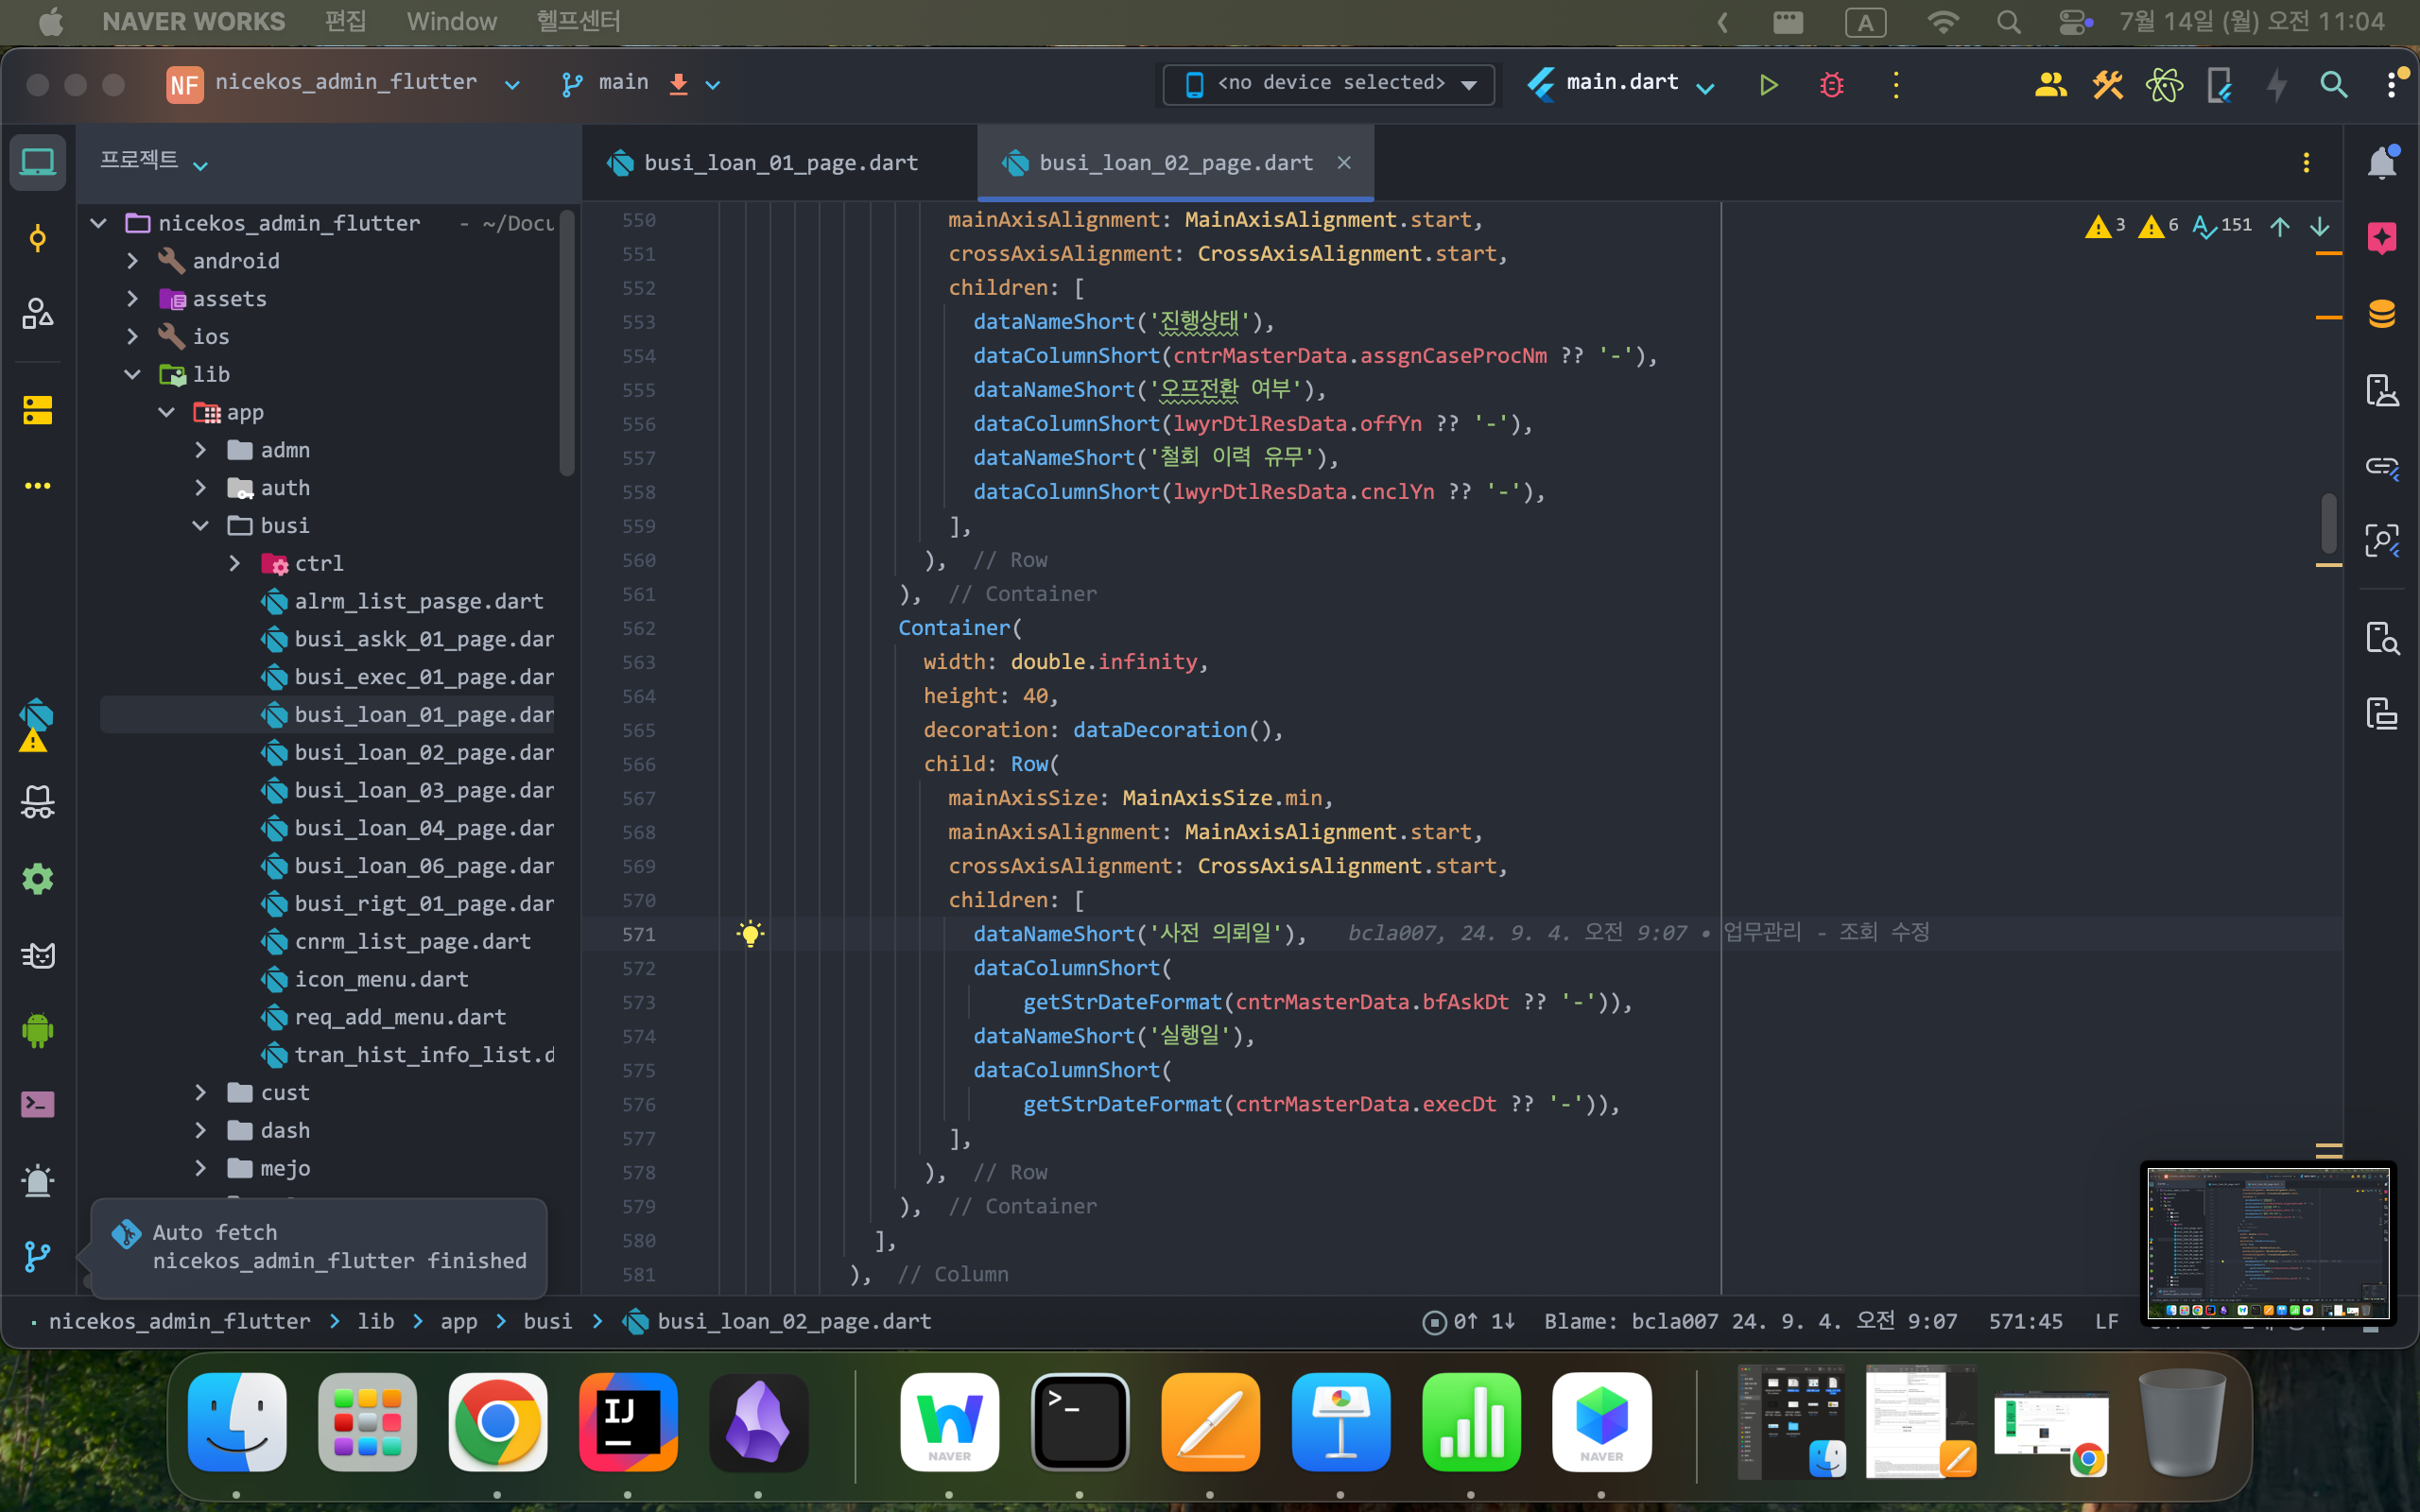 NAVER WORKS 편집 Window 헬프센터 A 7월 14일 (월) 오전 11:04
NF nicekos_admin_flutter main <no device selected> main.dart
프로젝트 busi_loan_01_page.dart busi_loan_02_page.dart
3 6 151
nicekos_admin_flutter - ~/Docu
android
assets
ios
lib
app
admn
auth
busi
ctrl
alrm_list_pasge.dart
busi_askk_01_page.dar
busi_exec_01_page.dar
busi_loan_01_page.dar
busi_loan_02_page.dar
busi_loan_03_page.dar
busi_loan_04_page.dar
busi_loan_06_page.dar
busi_rigt_01_page.dar
cnrm_list_page.dart
icon_menu.dart
req_add_menu.dart
tran_hist_info_list.d
cust
dash
mejo
550 mainAxisAlignment: MainAxisAlignment.start,
551 crossAxisAlignment: CrossAxisAlignment.start,
552 children: [
553 dataNameShort('진행상태'),
554 dataColumnShort(cntrMasterData.assgnCaseProcNm ?? '-'),
555 dataNameShort('오프전환 여부'),
556 dataColumnShort(lwyrDtlResData.offYn ?? '-'),
557 dataNameShort('철회 이력 유무'),
558 dataColumnShort(lwyrDtlResData.cnclYn ?? '-'),
559 ],
560 ), // Row
561 ), // Container
562 Container(
563 width: double.infinity,
564 height: 40,
565 decoration: dataDecoration(),
566 child: Row(
567 mainAxisSize: MainAxisSize.min,
568 mainAxisAlignment: MainAxisAlignment.start,
569 crossAxisAlignment: CrossAxisAlignment.start,
570 children: [
571 dataNameShort('사전 의뢰일'), bcla007, 24. 9. 4. 오전 9:07 • 업무관리 - 조회 수정
572 dataColumnShort(
573 getStrDateFormat(cntrMasterData.bfAskDt ?? '-')),
574 dataNameShort('실행일'),
575 dataColumnShort(
576 getStrDateFormat(cntrMasterData.execDt ?? '-')),
577 ],
578 ), // Row
579 ), // Container
580 ],
581 ), // Column
Auto fetch
nicekos_admin_flutter finished
nicekos_admin_flutter > lib > app > busi > busi_loan_02_page.dart 0↑ 1↓ Blame: bcla007 24. 9. 4. 오전 9:07 571:45 LF
IJ
NAVER
>_
NAVER